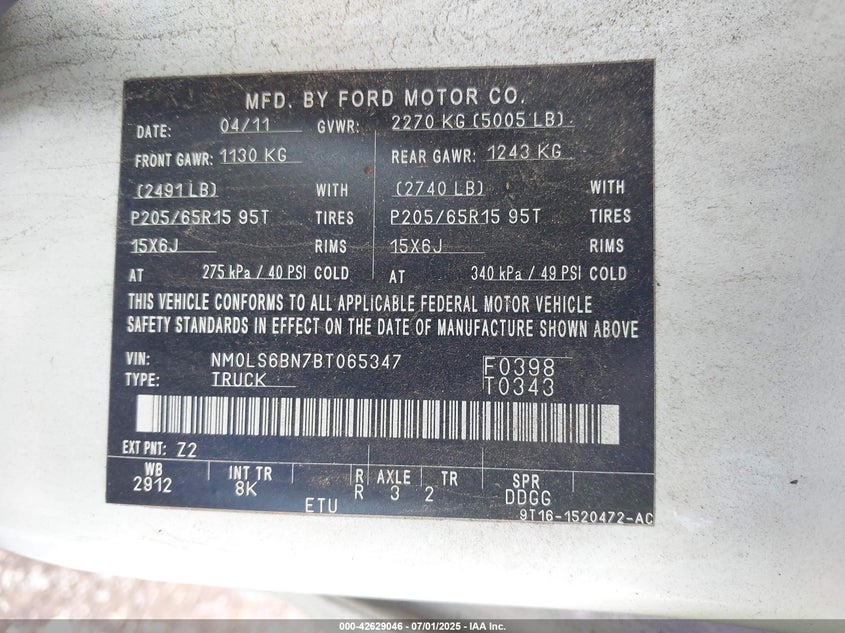 MFD. BY FORD MOTOR CO.
DATE: 04/11 GVWR: 2270 KG (5005 LB)
FRONT GAWR: 1130 KG REAR GAWR: 1243 KG
(2491 LB) WITH (2740 LB) WITH
P205/65R15 95T TIRES P205/65R15 95T TIRES
15X6J RIMS 15X6J RIMS
AT 275 kPa / 40 PSI COLD AT 340 kPa / 49 PSI COLD
THIS VEHICLE CONFORMS TO ALL APPLICABLE FEDERAL MOTOR VEHICLE
SAFETY STANDARDS IN EFFECT ON THE DATE OF MANUFACTURE SHOWN ABOVE
VIN: NM0LS6BN7BT065347 F0398
TYPE: TRUCK T0343
EXT PNT: Z2
WB INT TR R AXLE TR SPR
2912 8K R 3 2 DDGG
ETU 9T16-1520472-AC
000-42629046 - 07/01/2025 - IAA Inc.